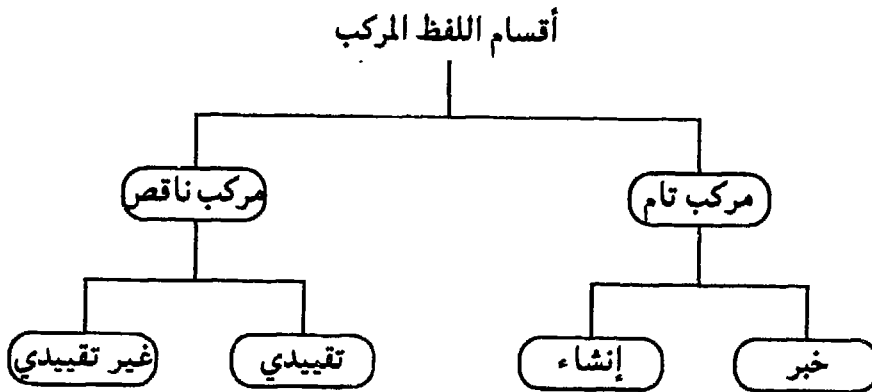 أقسام اللفظ المركب
مركب تام
مركب ناقص
خبر
إنشاء
تقييدي
غير تقييدي